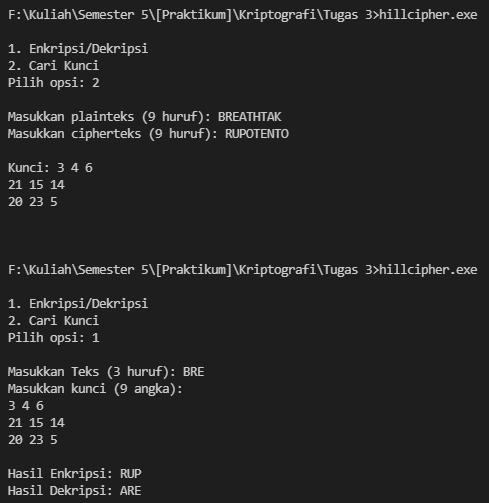 F:\Kuliah\Semester 5\[Praktikum]\Kriptografi\Tugas 3>hillcipher.exe
1. Enkripsi/Dekripsi
2. Cari Kunci
Pilih opsi: 2
Masukkan plainteks (9 huruf): BREATHTAK
Masukkan cipherteks (9 huruf): RUPOTENTO
Kunci: 3 4 6
21 15 14
20 23 5
F:\Kuliah\Semester 5\[Praktikum]\Kriptografi\Tugas 3>hillcipher.exe
1. Enkripsi/Dekripsi
2. Cari Kunci
Pilih opsi: 1
Masukkan Teks (3 huruf): BRE
Masukkan kunci (9 angka):
3 4 6
21 15 14
20 23 5
Hasil Enkripsi: RUP
Hasil Dekripsi: ARE